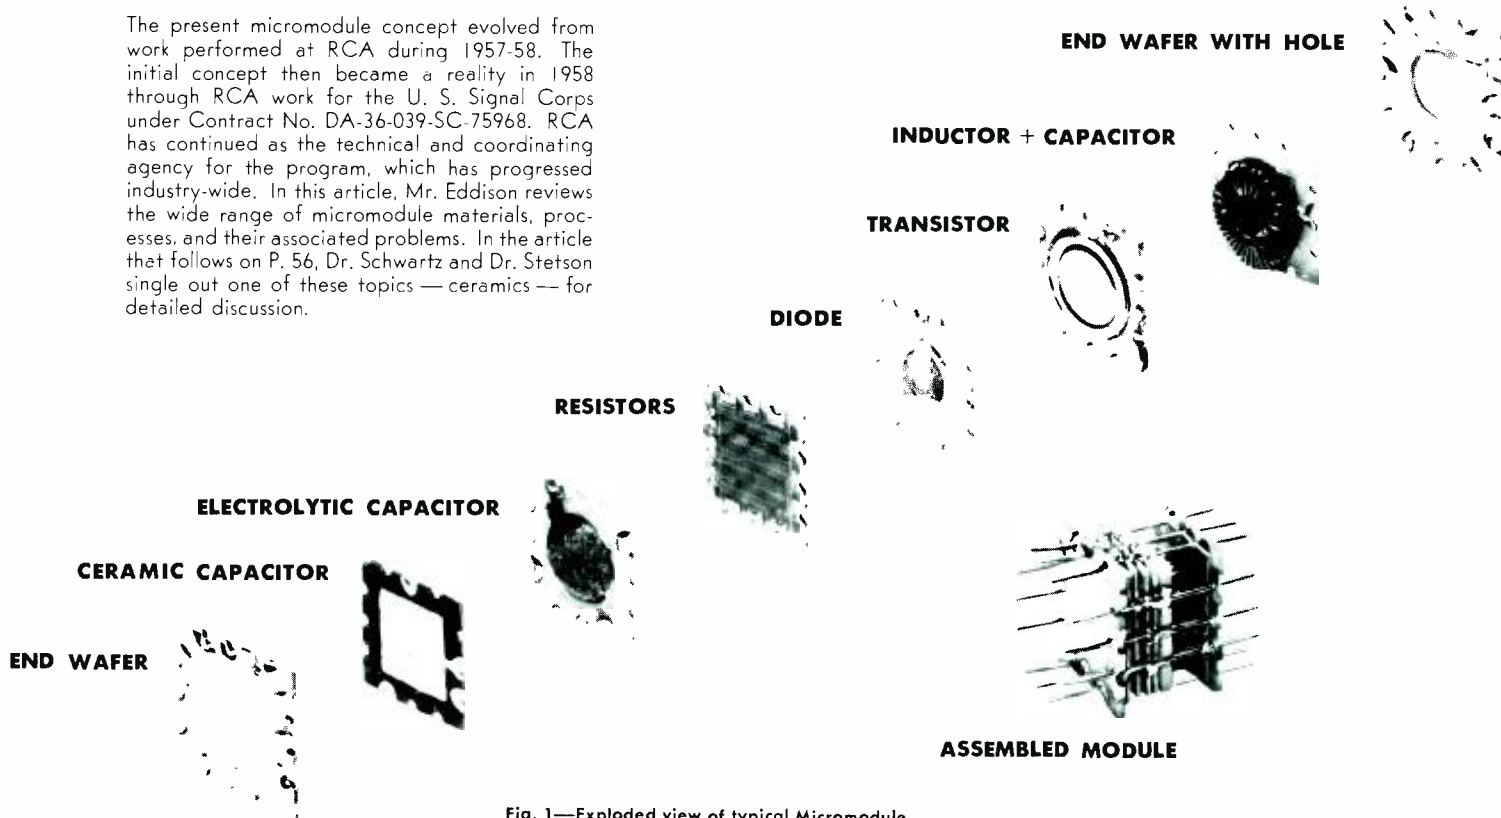 The present micromodule concept evolved from
work performed at RCA during 1957-58. The
initial concept then became a reality in 1958
through RCA work for the U. S. Signal Corps
under Contract No. DA-36-039-SC-75968. RCA
has continued as the technical and coordinating
agency for the program, which has progressed
industry-wide. In this article, Mr. Eddison reviews
the wide range of micromodule materials, proc-
esses, and their associated problems. In the article
that follows on P. 56, Dr. Schwartz and Dr. Stetson
single out one of these topics — ceramics — for
detailed discussion.
END WAFER WITH HOLE
INDUCTOR + CAPACITOR
TRANSISTOR
DIODE
RESISTORS
ELECTROLYTIC CAPACITOR
CERAMIC CAPACITOR
END WAFER
ASSEMBLED MODULE
Fig. 1—Exploded view of typical Micromodule